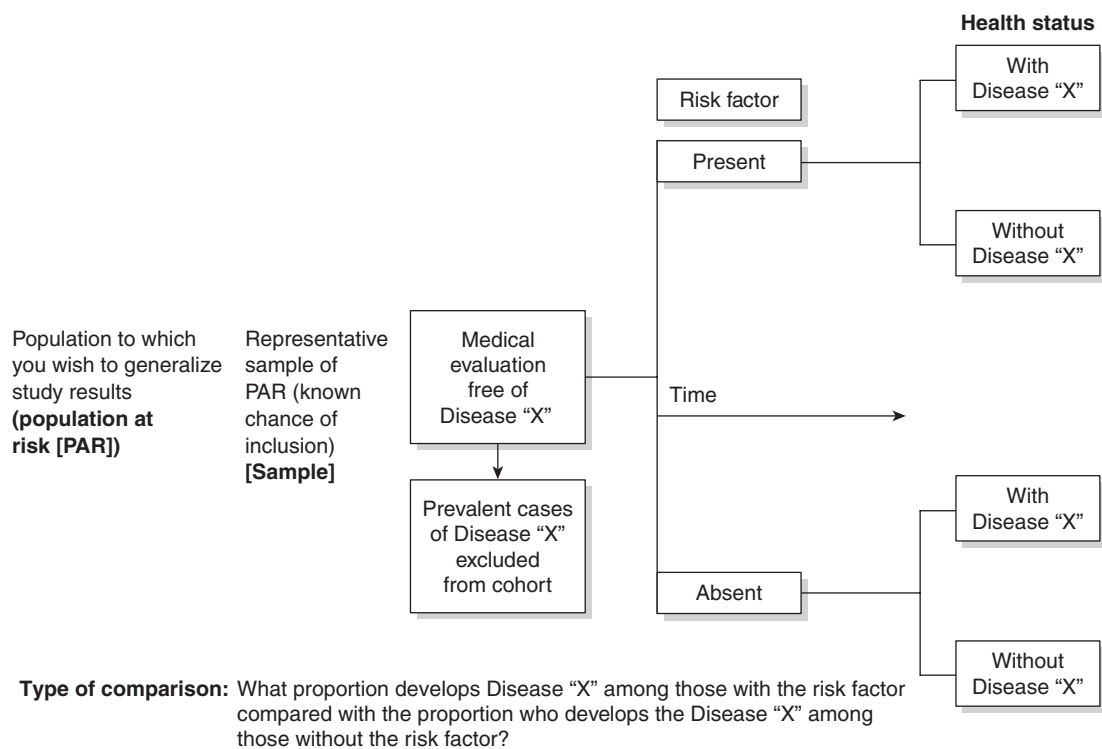 Health status
With
Disease “X”
Risk factor
Present
Without
Disease “X”
Population to which
you wish to generalize
study results
(population at
risk [PAR])
Representative
sample of
PAR (known
chance of
inclusion)
[Sample]
Medical
evaluation
free of
Disease “X”
Time
Prevalent cases
of Disease “X”
excluded
from cohort
With
Disease “X”
Absent
Without
Disease “X”
Type of comparison: What proportion develops Disease “X” among those with the risk factor
compared with the proportion who develops the Disease “X” among
those without the risk factor?